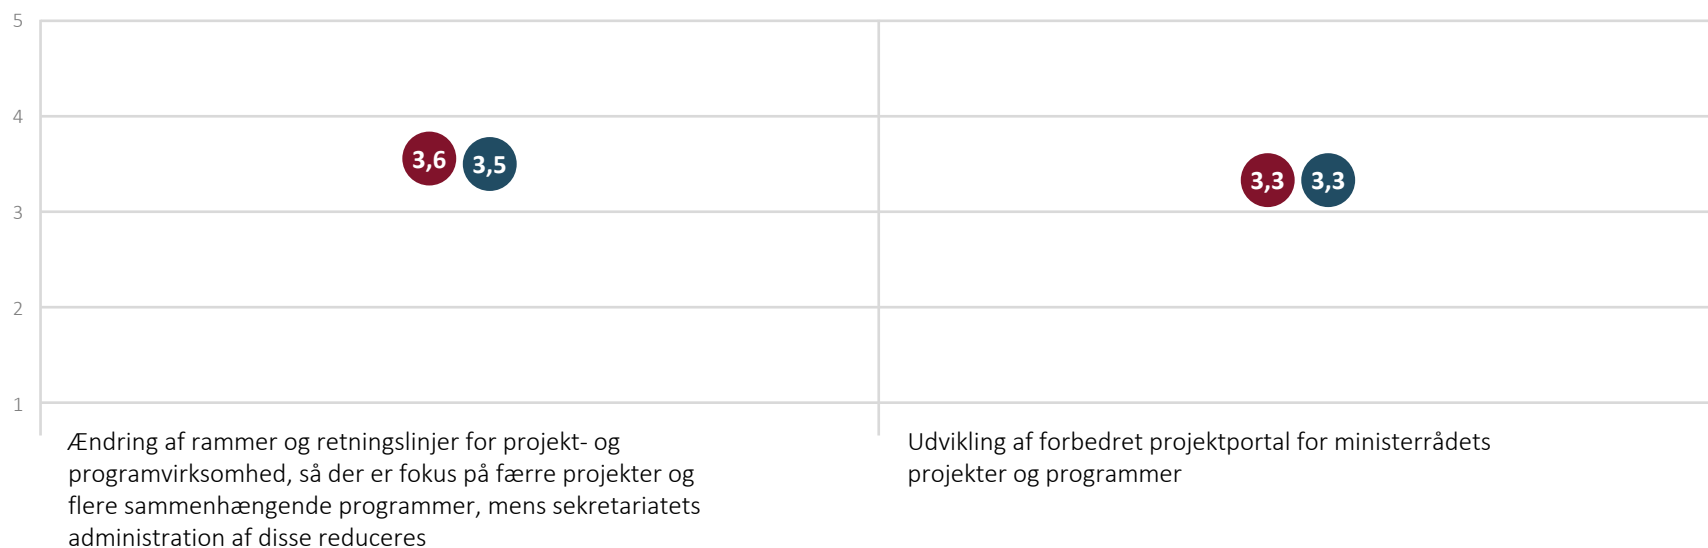 5
4
3,6
3,5
3,3
3,3
3
2
1
Ændring af rammer og retningslinjer for projekt- og
programvirksomhed, så der er fokus på færre projekter og
flere sammenhængende programmer, mens sekretariatets
administration af disse reduceres
Udvikling af forbedret projektportal for ministerrådets
projekter og programmer